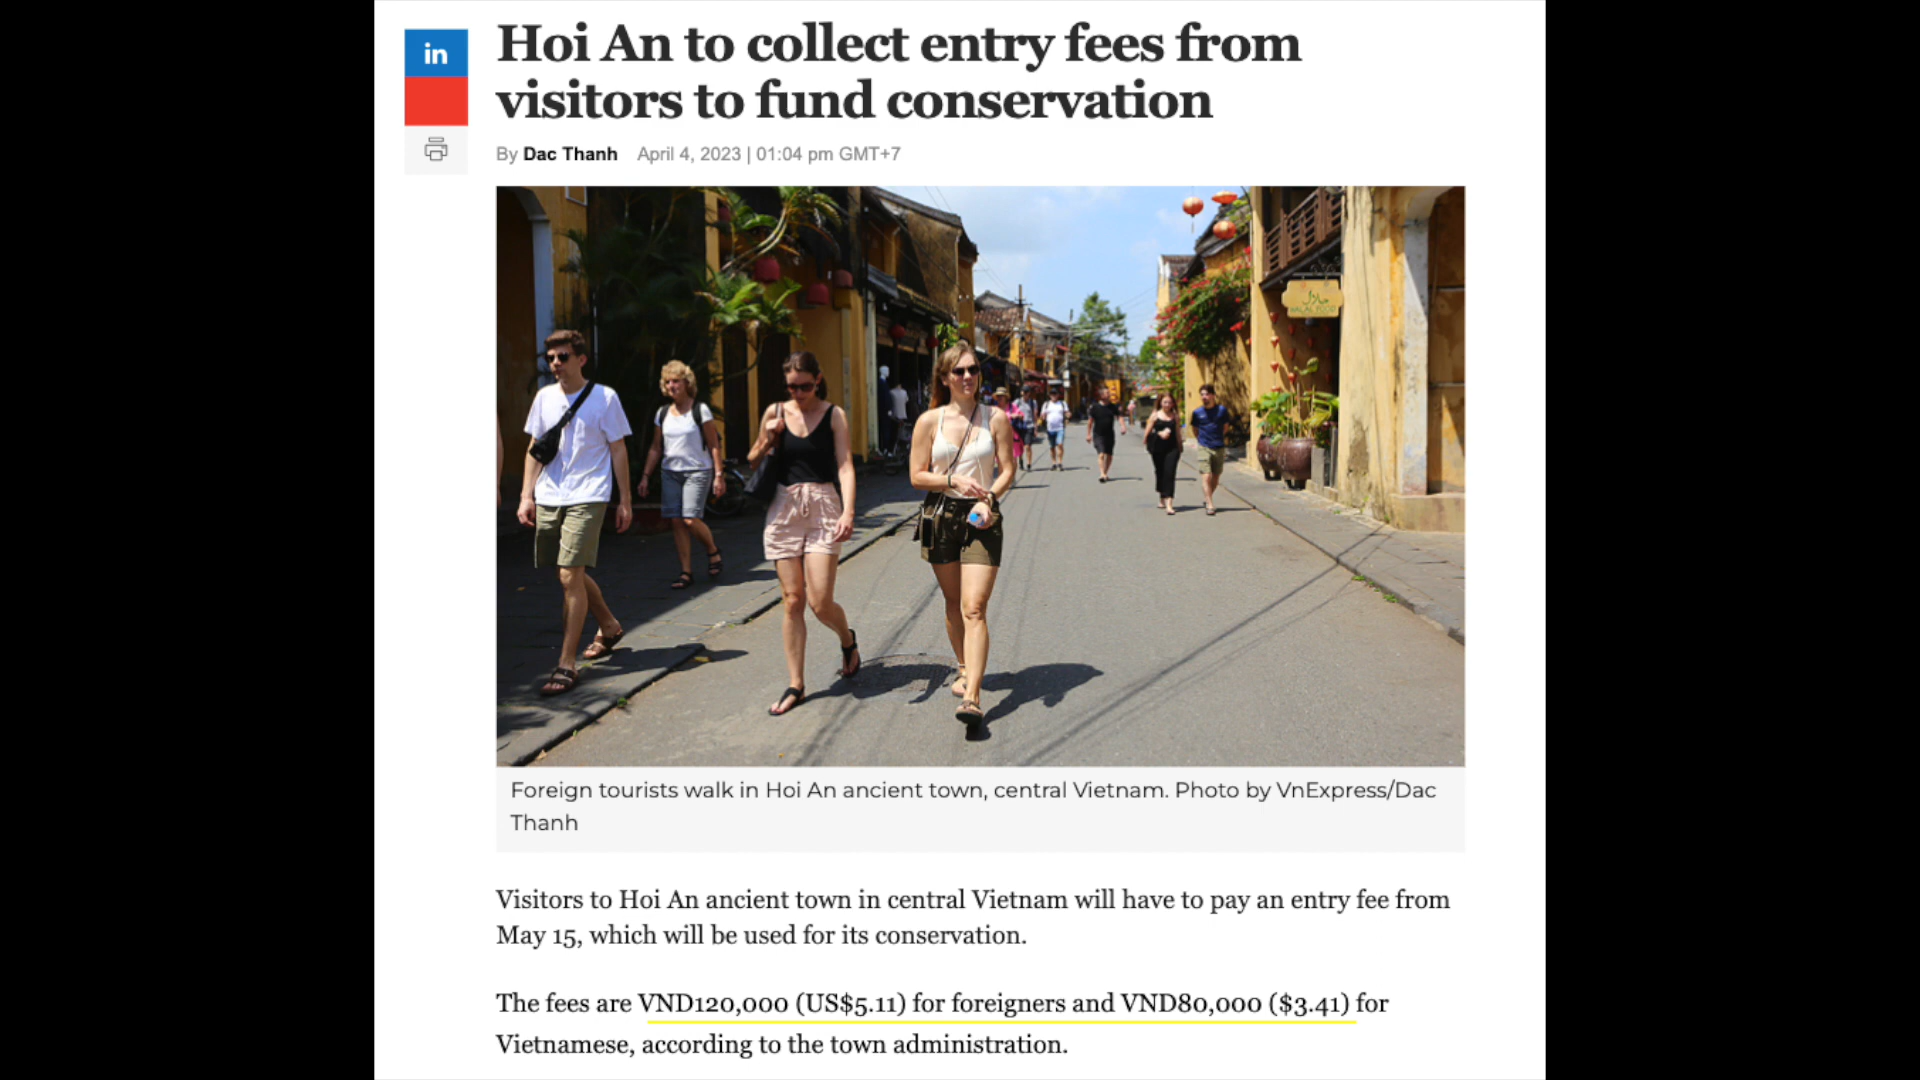 in
Hoi An to collect entry fees from
visitors to fund conservation
By Dac Thanh April 4, 2023 | 01:04 pm GMT+7
حلال
HALAL FOOD
Foreign tourists walk in Hoi An ancient town, central Vietnam. Photo by VnExpress/Dac
Thanh
Visitors to Hoi An ancient town in central Vietnam will have to pay an entry fee from
May 15, which will be used for its conservation.
The fees are VND120,000 (US$5.11) for foreigners and VND80,000 ($3.41) for
Vietnamese, according to the town administration.